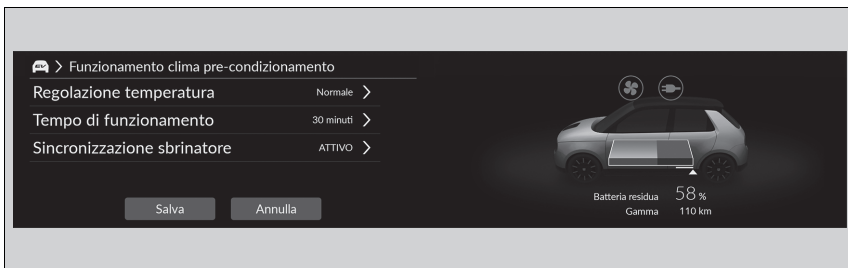 EV > Funzionamento clima pre-condizionamento
Regolazione temperatura Normale >
Tempo di funzionamento 30 minuti >
Sincronizzazione sbrinatore ATTIVO >
Salva Annulla
Batteria residua 58 %
Gamma 110 km